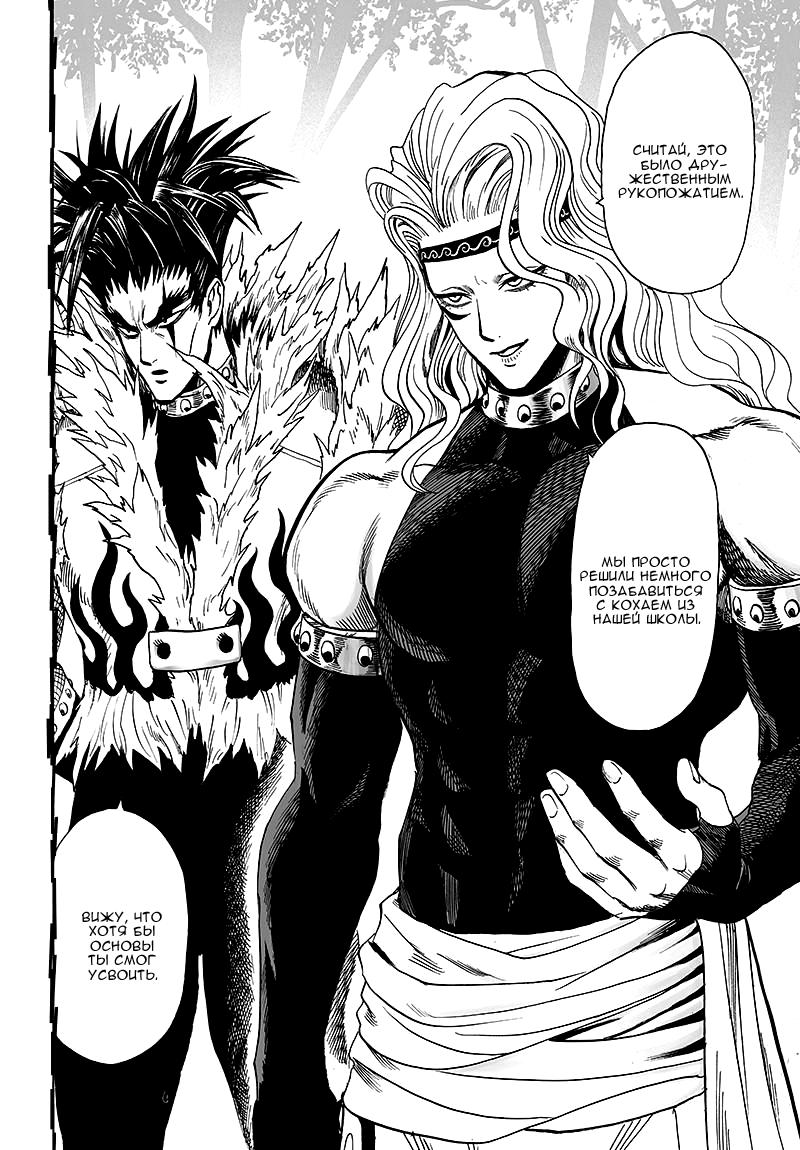 СЧИТАЙ, ЭТО
БЫЛО ДРУ-
ЖЕСТВЕННЫМ
РУКОПОЖАТИЕМ.
МЫ ПРОСТО
РЕШИЛИ НЕМНОГО
ПОЗАБАВИТЬСЯ
С КОХАЕМ ИЗ
НАШЕЙ ШКОЛЫ.
ВИЖУ, ЧТО
ХОТЯ БЫ
ОСНОВЫ
ТЫ СМОГ
УСВОИТЬ.